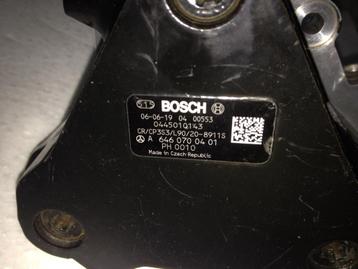 BOSCH
06-06-19 04 00553
0445010143
CR/CP3S3/L90/20-8911S
A 646 070 04 01
PH 0010
Made in Czech Republic